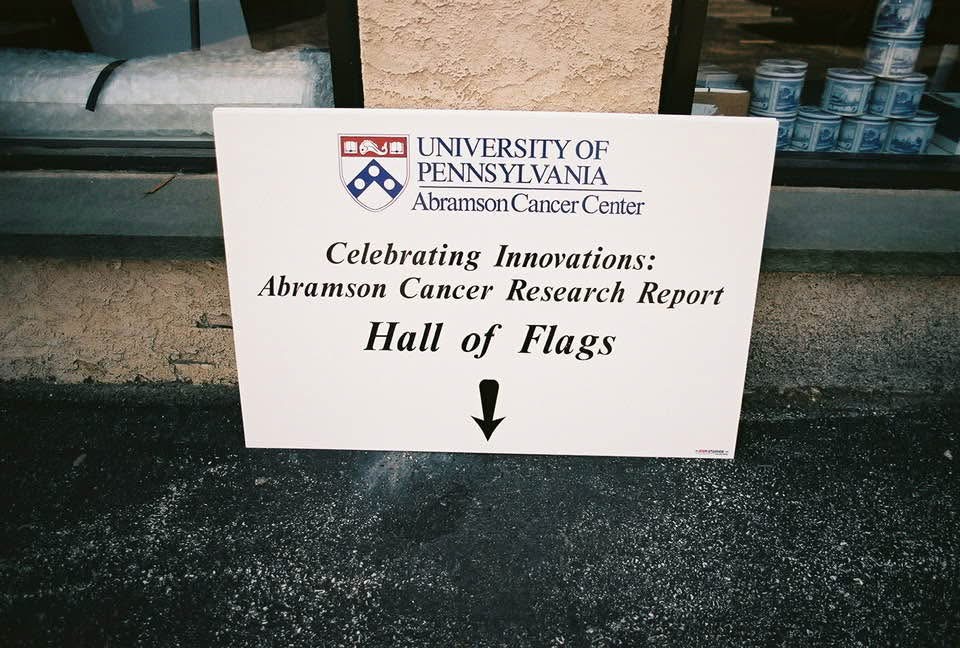 UNIVERSITY OF
PENNSYLVANIA
Abramson Cancer Center
Celebrating Innovations:
Abramson Cancer Research Report
Hall of Flags